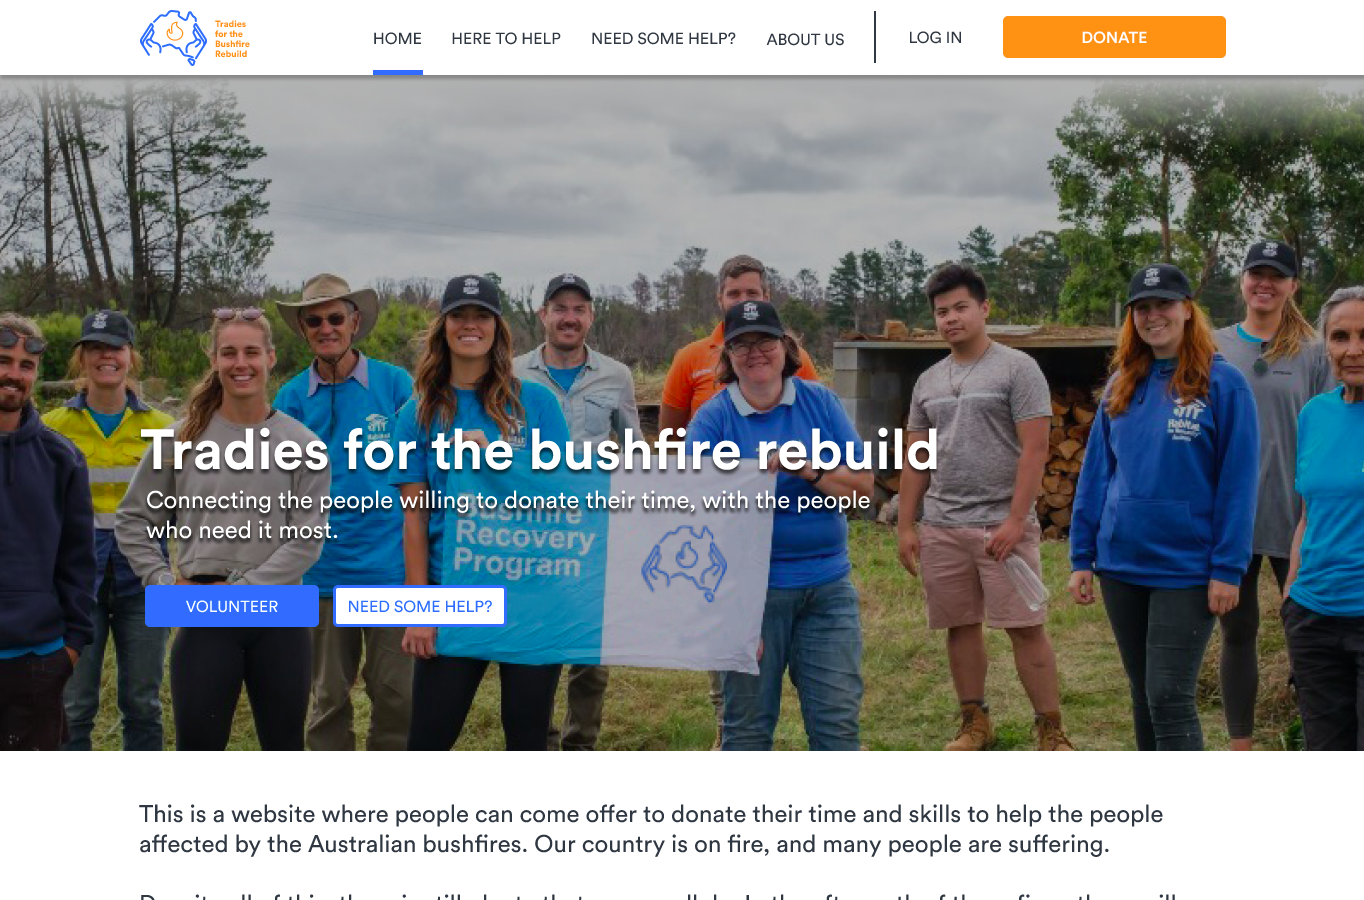 Tradies
for the
Bushfire
Rebuild
HOME
HERE TO HELP
NEED SOME HELP?
ABOUT US
LOG IN
DONATE
Tradies for the bushfire rebuild
Connecting the people willing to donate their time, with the people
who need it most.
Bushfire
Recovery
Program
Habitat
VOLUNTEER
NEED SOME HELP?
This is a website where people can come offer to donate their time and skills to help the people
affected by the Australian bushfires. Our country is on fire, and many people are suffering.